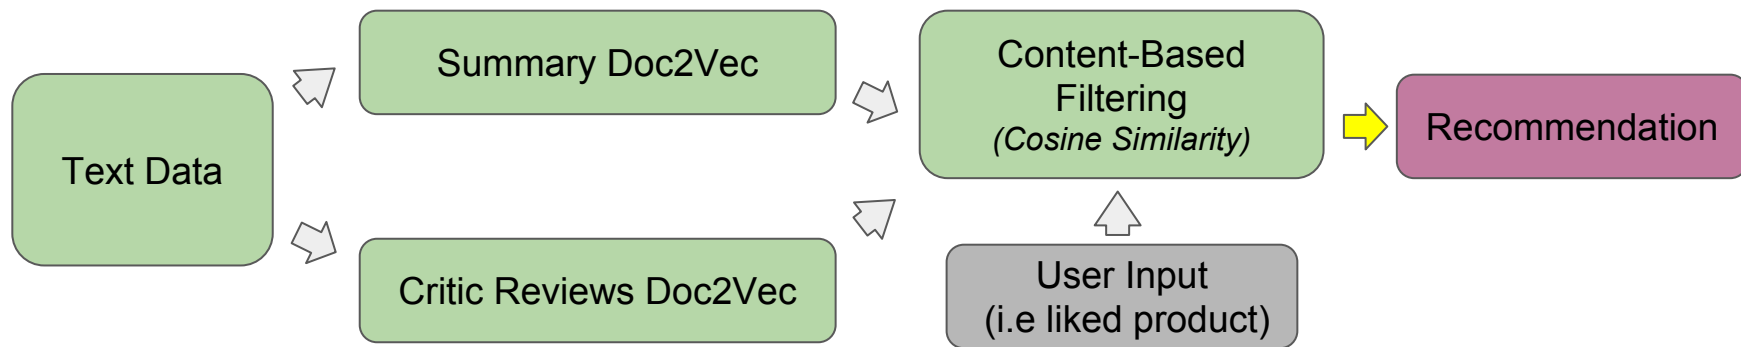 Text Data
Summary Doc2Vec
Critic Reviews Doc2Vec
Content-Based
Filtering
(Cosine Similarity)
User Input
(i.e liked product)
Recommendation